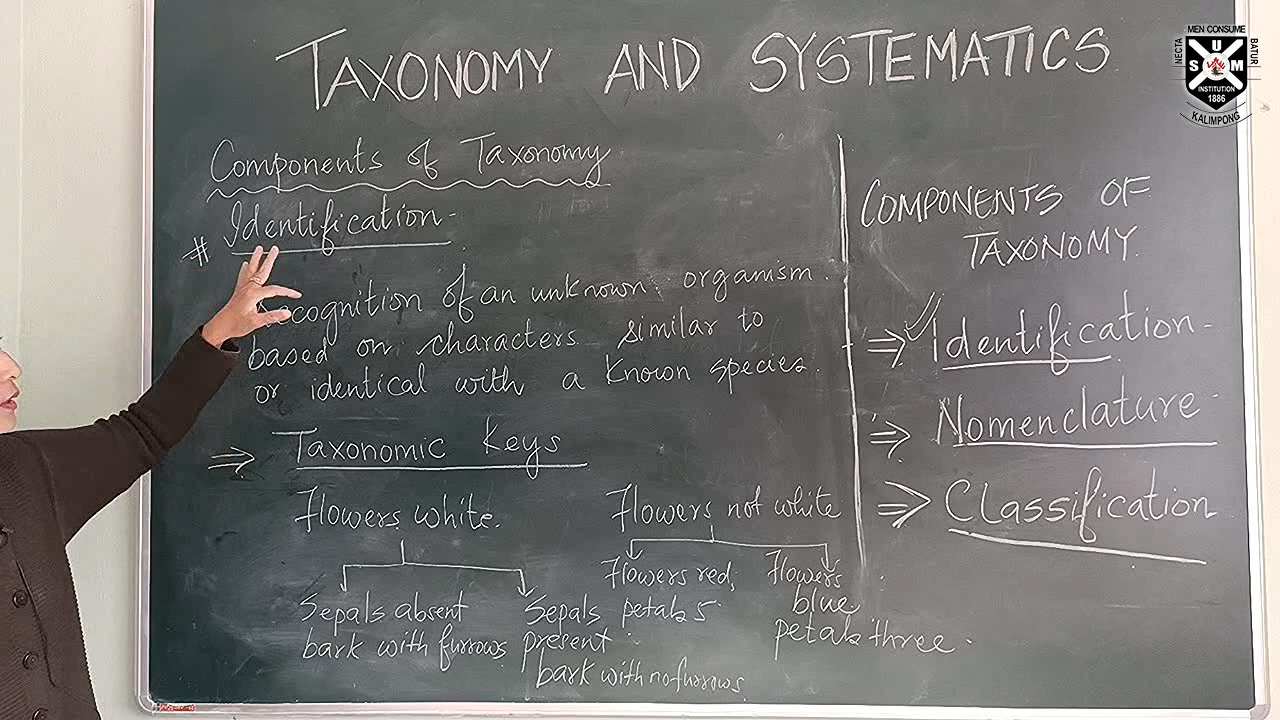 TAXONOMY AND SYSTEMATICS
Components of Taxonomy
# Identification-
Recognition of an unknown organism
based on characters similar to
or identical with a known species.
⇒ Taxonomic Keys
Flowers white.
Flowers not white
Sepals absent
bark with furrows
Sepals
present
bark with no furrows
Flowers red,
petals 5
Flowers
blue
petals three.
COMPONENTS OF
TAXONOMY.
⇒ ✓ Identification-
⇒ Nomenclature-
⇒ Classification
MEN CONSUME
NECTA
BATUR
S U M
INSTITUTION
1886
KALIMPONG